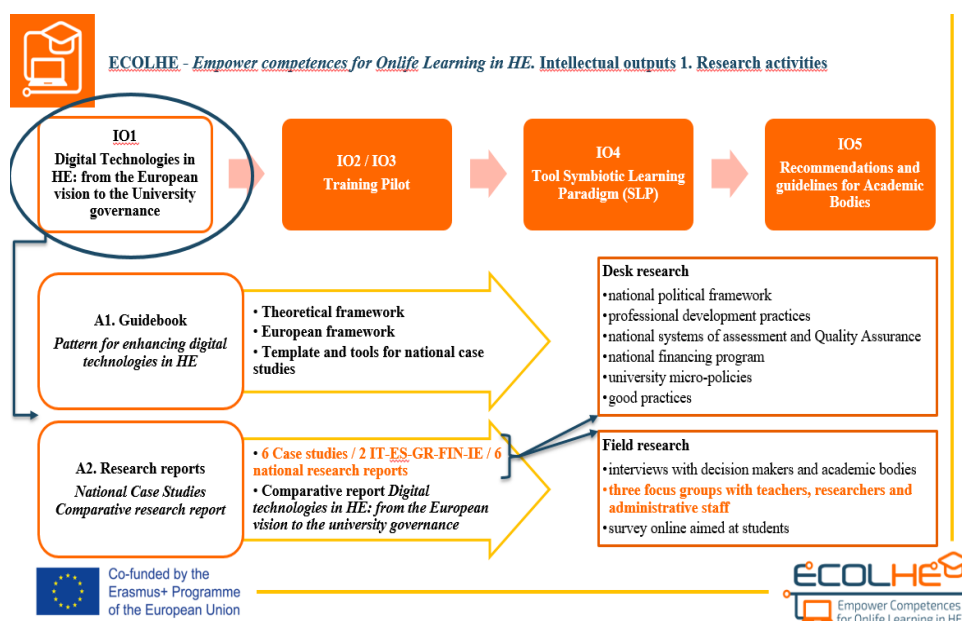 ECOLHE - Empower competences for Onlife Learning in HE. Intellectual outputs 1. Research activities
IO1
Digital Technologies in
HE: from the European
vision to the University
governance
IO2 / IO3
Training Pilot
IO4
Tool Symbiotic Learning
Paradigm (SLP)
IO5
Recommendations and
guidelines for Academic
Bodies
A1. Guidebook
Pattern for enhancing digital
technologies in HE
• Theoretical framework
• European framework
• Template and tools for national case
studies
Desk research
•national political framework
•professional development practices
•national systems of assessment and Quality Assurance
•national financing program
•university micro-policies
•good practices
A2. Research reports
National Case Studies
Comparative research report
• 6 Case studies / 2 IT-ES-GR-FIN-IE / 6
national research reports
• Comparative report Digital
technologies in HE: from the European
vision to the university governance
Field research
•interviews with decision makers and academic bodies
•three focus groups with teachers, researchers and
administrative staff
•survey online aimed at students
Co-funded by the
Erasmus+ Programme
of the European Union
ECOLHE
Empower Competences
for Onlife Learning in HE